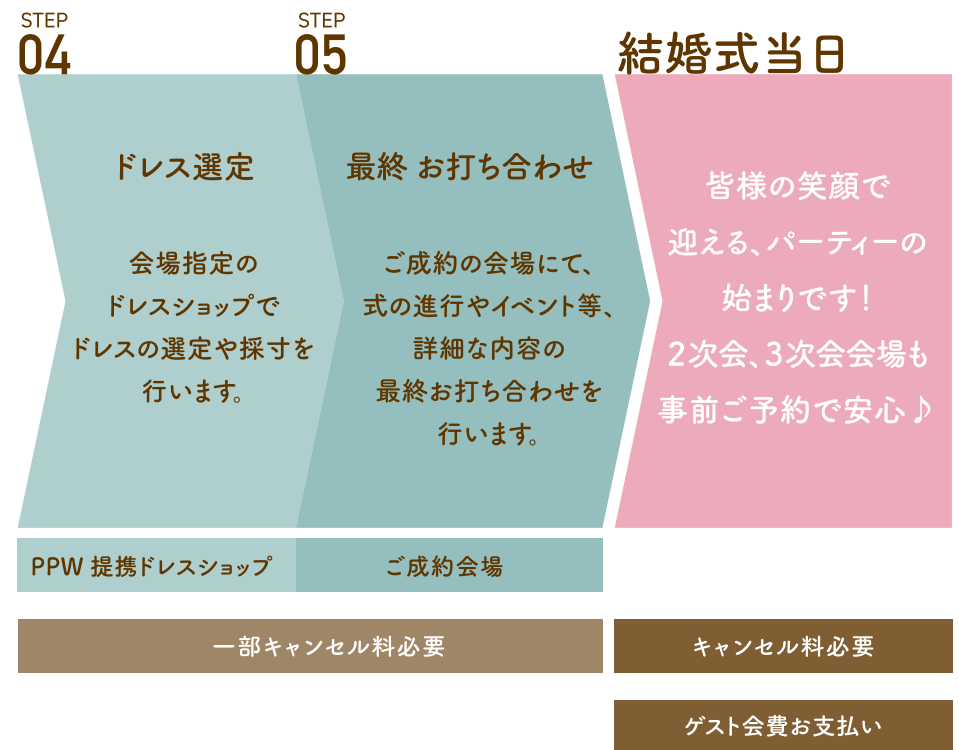 STEP
04
ドレス選定
会場指定の
ドレスショップで
ドレスの選定や採寸を
行います。
STEP
05
最終 お打ち合わせ
ご成約の会場にて、
式の進行やイベント等、
詳細な内容の
最終お打ち合わせを
行います。
結婚式当日
皆様の笑顔で
迎える、パーティーの
始まりです!
2次会、3次会会場も
事前ご予約で安心♪
PPW 提携ドレスショップ
ご成約会場
一部キャンセル料必要
キャンセル料必要
ゲスト会費お支払い